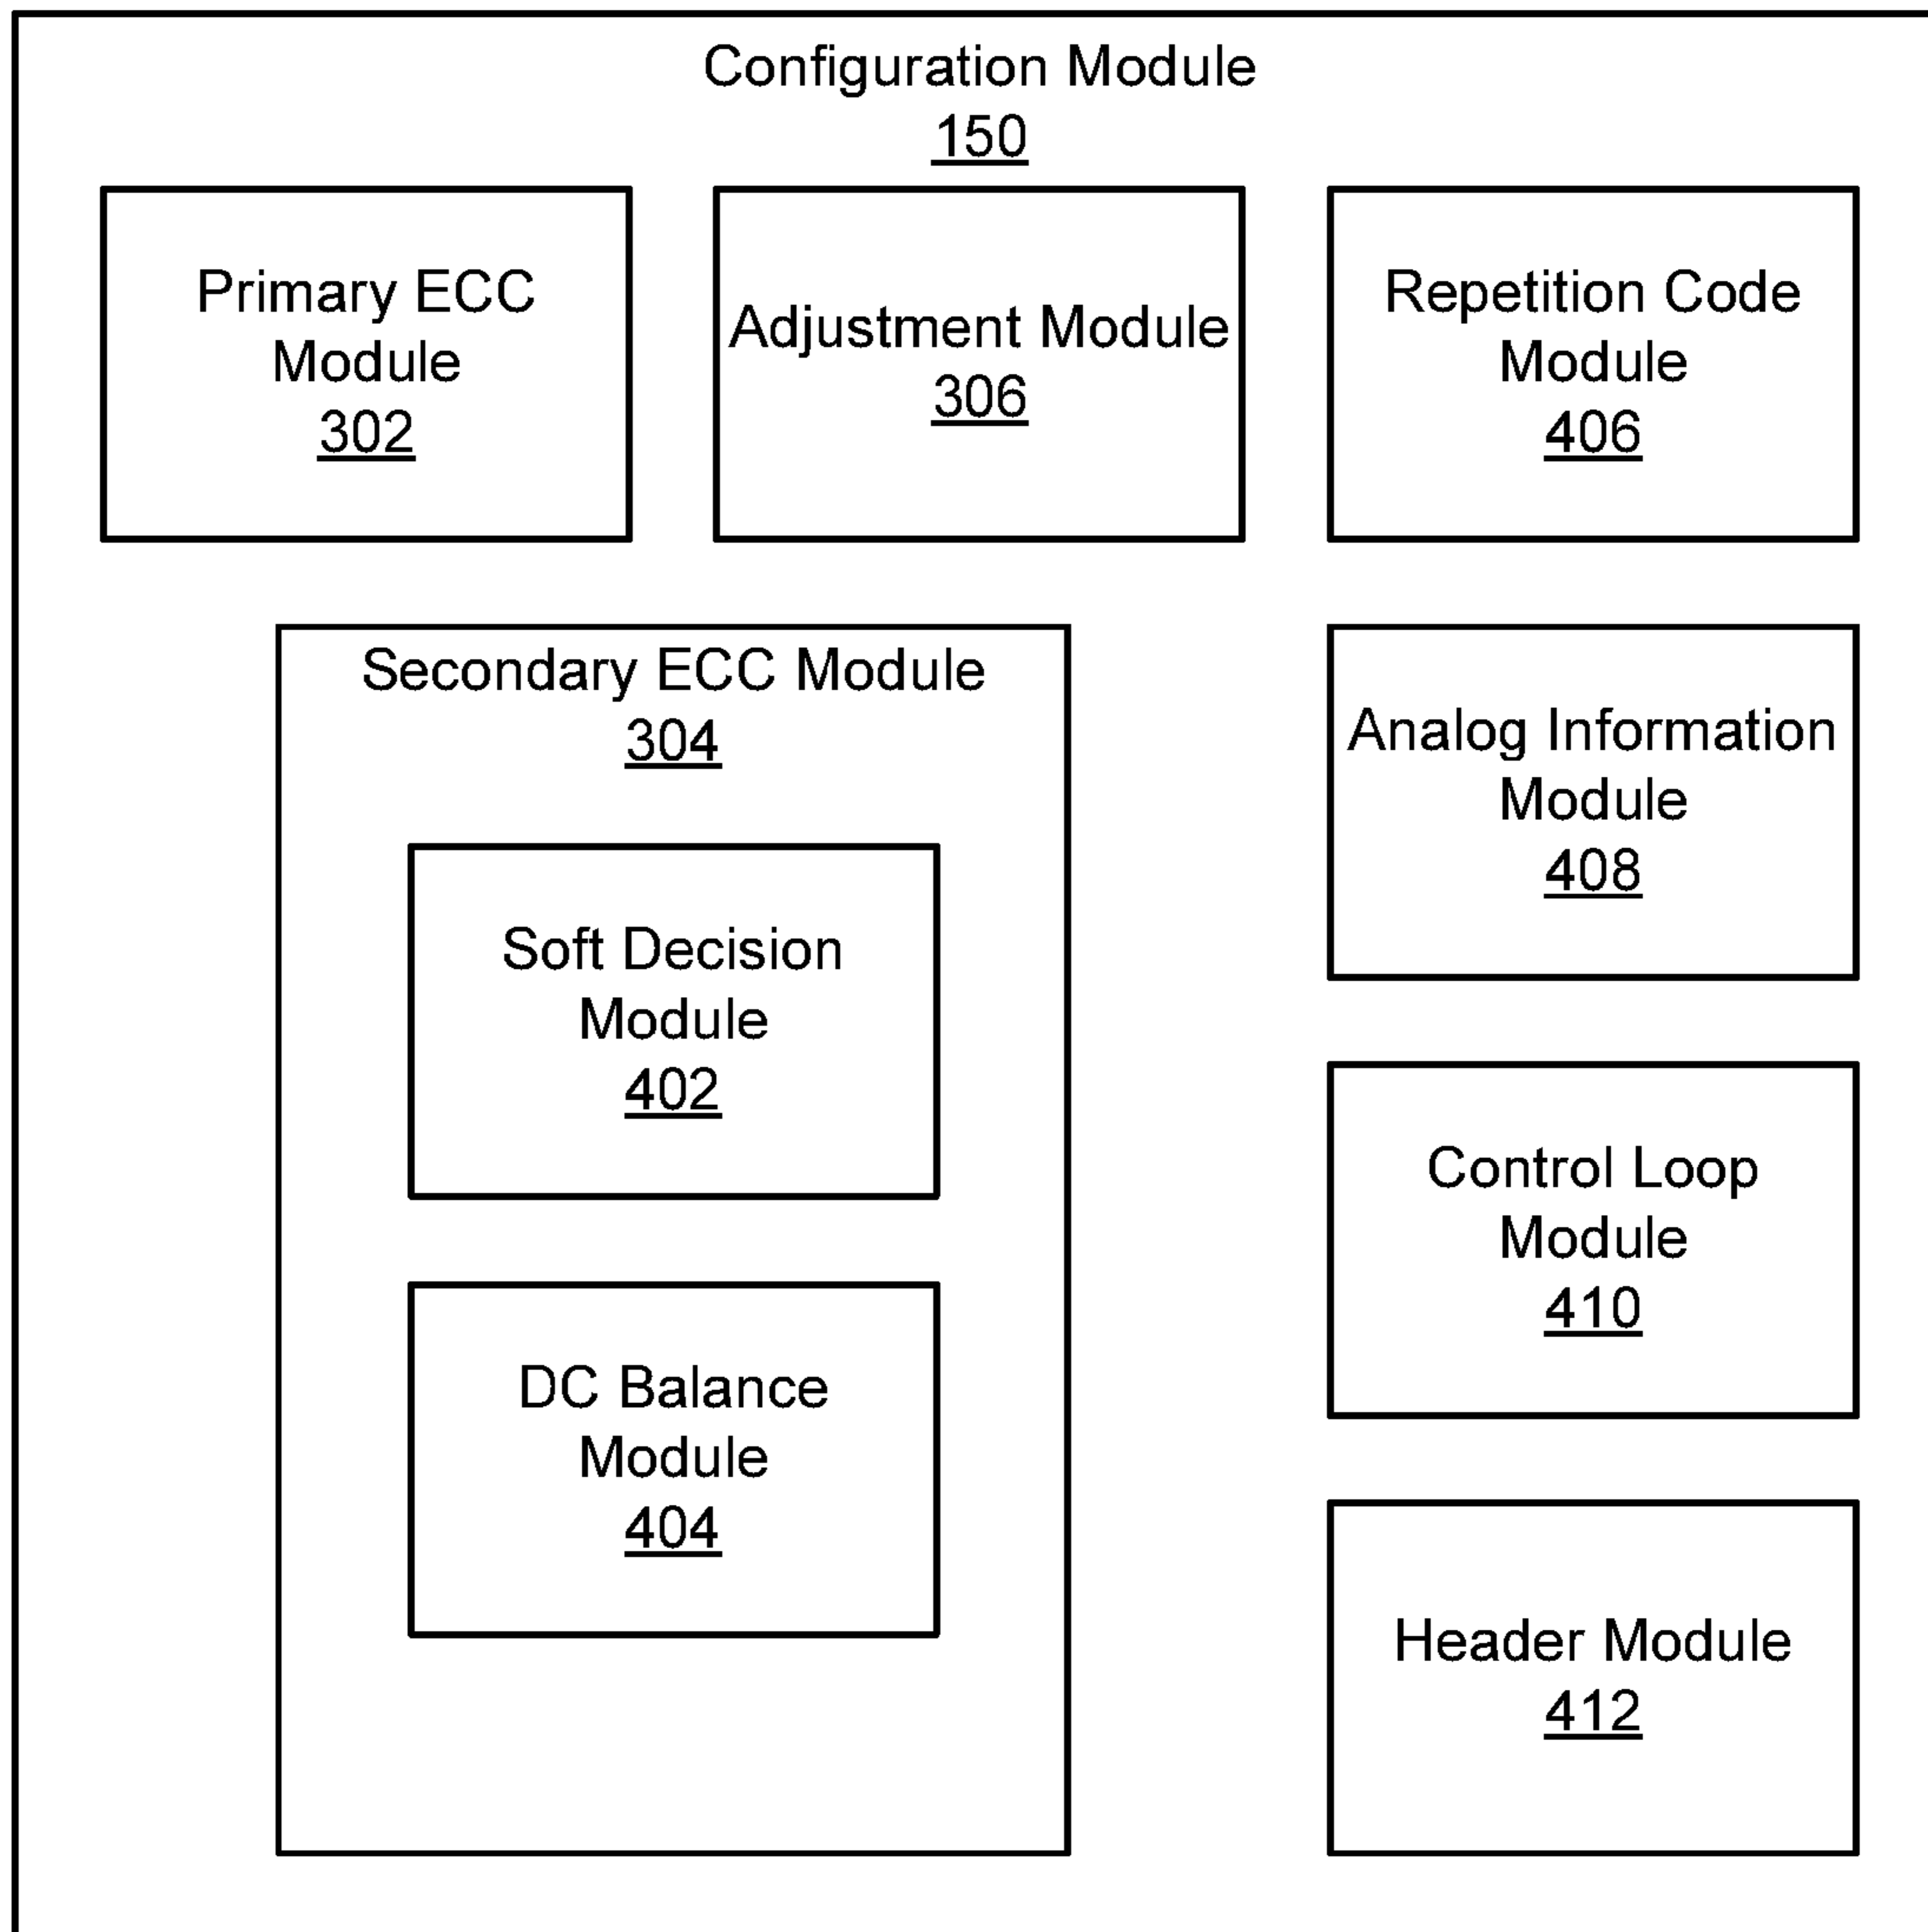 Configuration Module
150
Primary ECC
Module
302
Adjustment Module
306
Repetition Code
Module
406
Secondary ECC Module
304
Soft Decision
Module
402
DC Balance
Module
404
Analog Information
Module
408
Control Loop
Module
410
Header Module
412